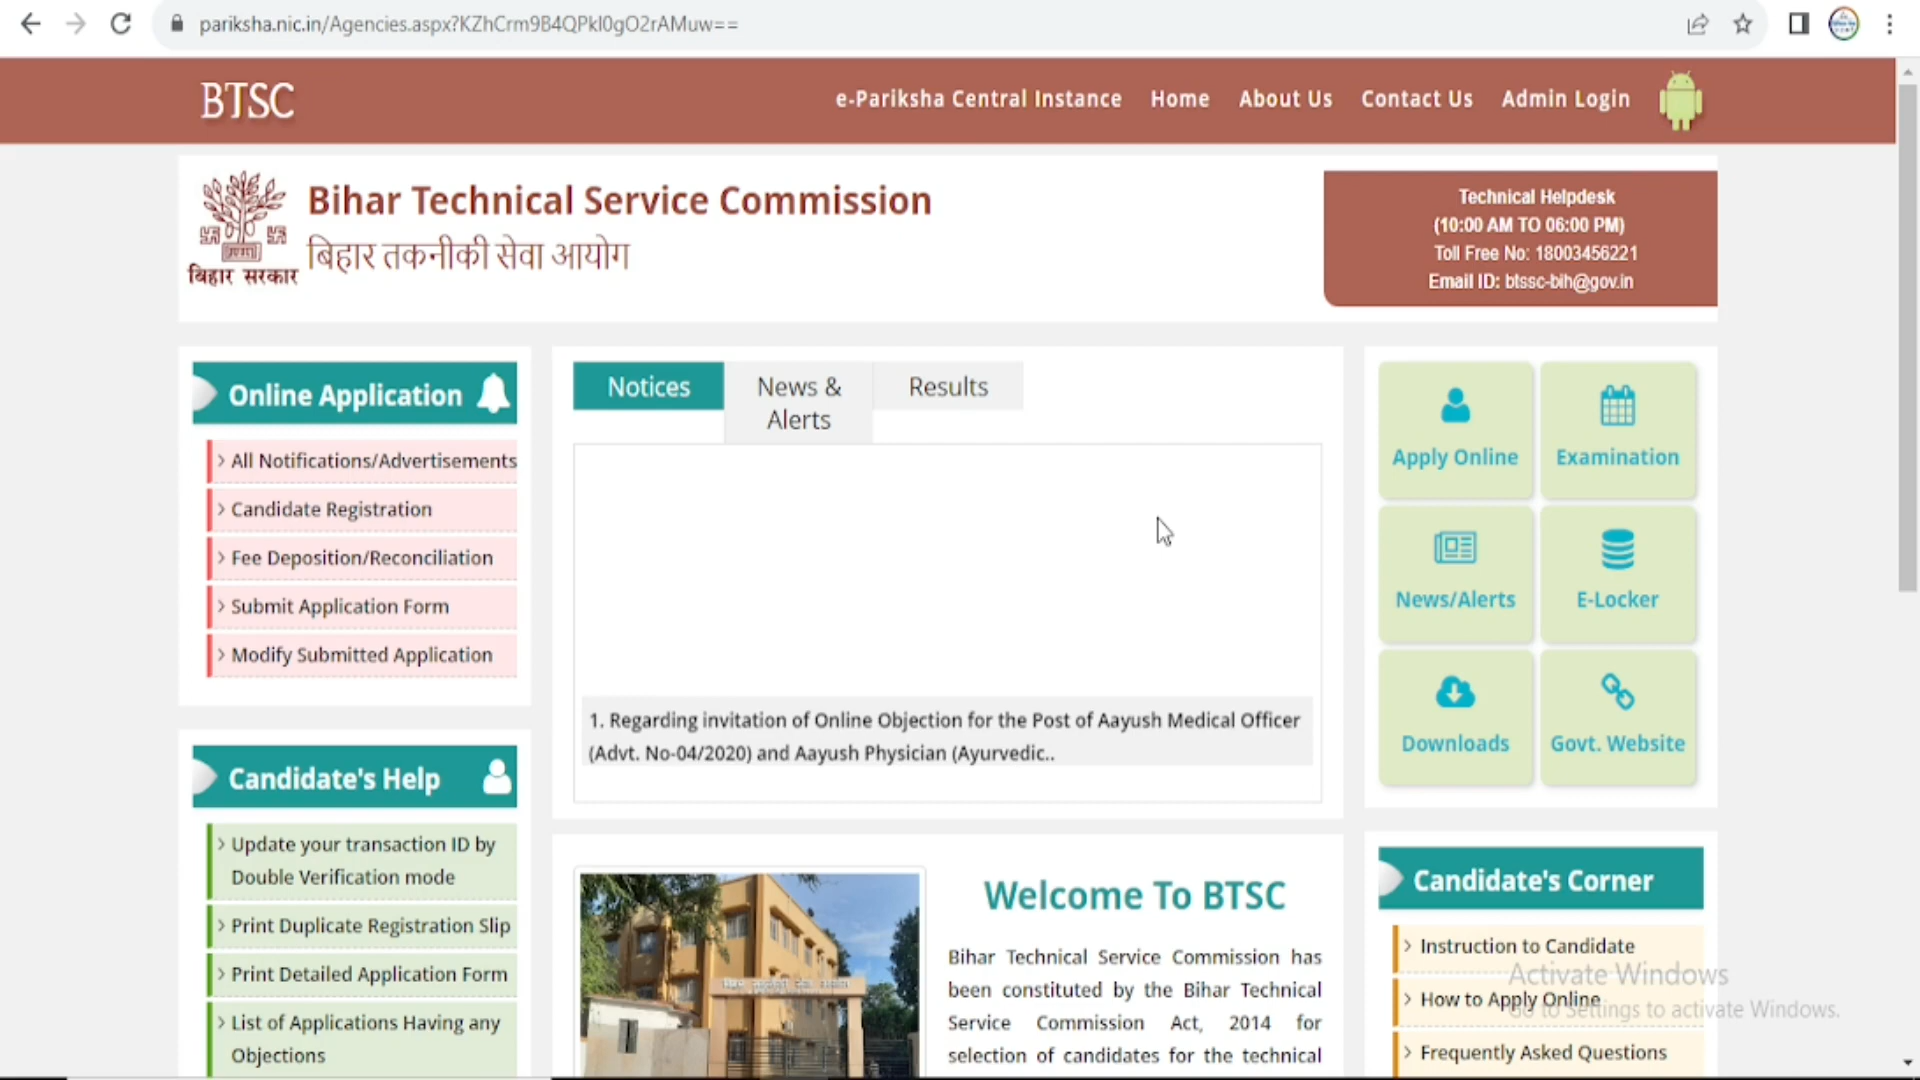 pariksha.nic.in/Agencies.aspx?KZhCrm9B4QPkI0gO2rAMuw==
BTSC
e-Pariksha Central Instance
Home
About Us
Contact Us
Admin Login
Bihar Technical Service Commission
बिहार तकनीकी सेवा आयोग
बिहार सरकार
Technical Helpdesk
(10:00 AM TO 06:00 PM)
Toll Free No: 18003456221
Email ID: btssc-bih@gov.in
Online Application
All Notifications/Advertisements
Candidate Registration
Fee Deposition/Reconciliation
Submit Application Form
Modify Submitted Application
Candidate's Help
Update your transaction ID by
Double Verification mode
Print Duplicate Registration Slip
Print Detailed Application Form
List of Applications Having any
Objections
Notices
News &
Alerts
Results
1. Regarding invitation of Online Objection for the Post of Aayush Medical Officer
(Advt. No-04/2020) and Aayush Physician (Ayurvedic..
Welcome To BTSC
Bihar Technical Service Commission has
been constituted by the Bihar Technical
Service Commission Act, 2014 for
selection of candidates for the technical
Apply Online
Examination
News/Alerts
E-Locker
Downloads
Govt. Website
Candidate's Corner
Instruction to Candidate
How to Apply Online
Frequently Asked Questions
Activate Windows
Go to Settings to activate Windows.